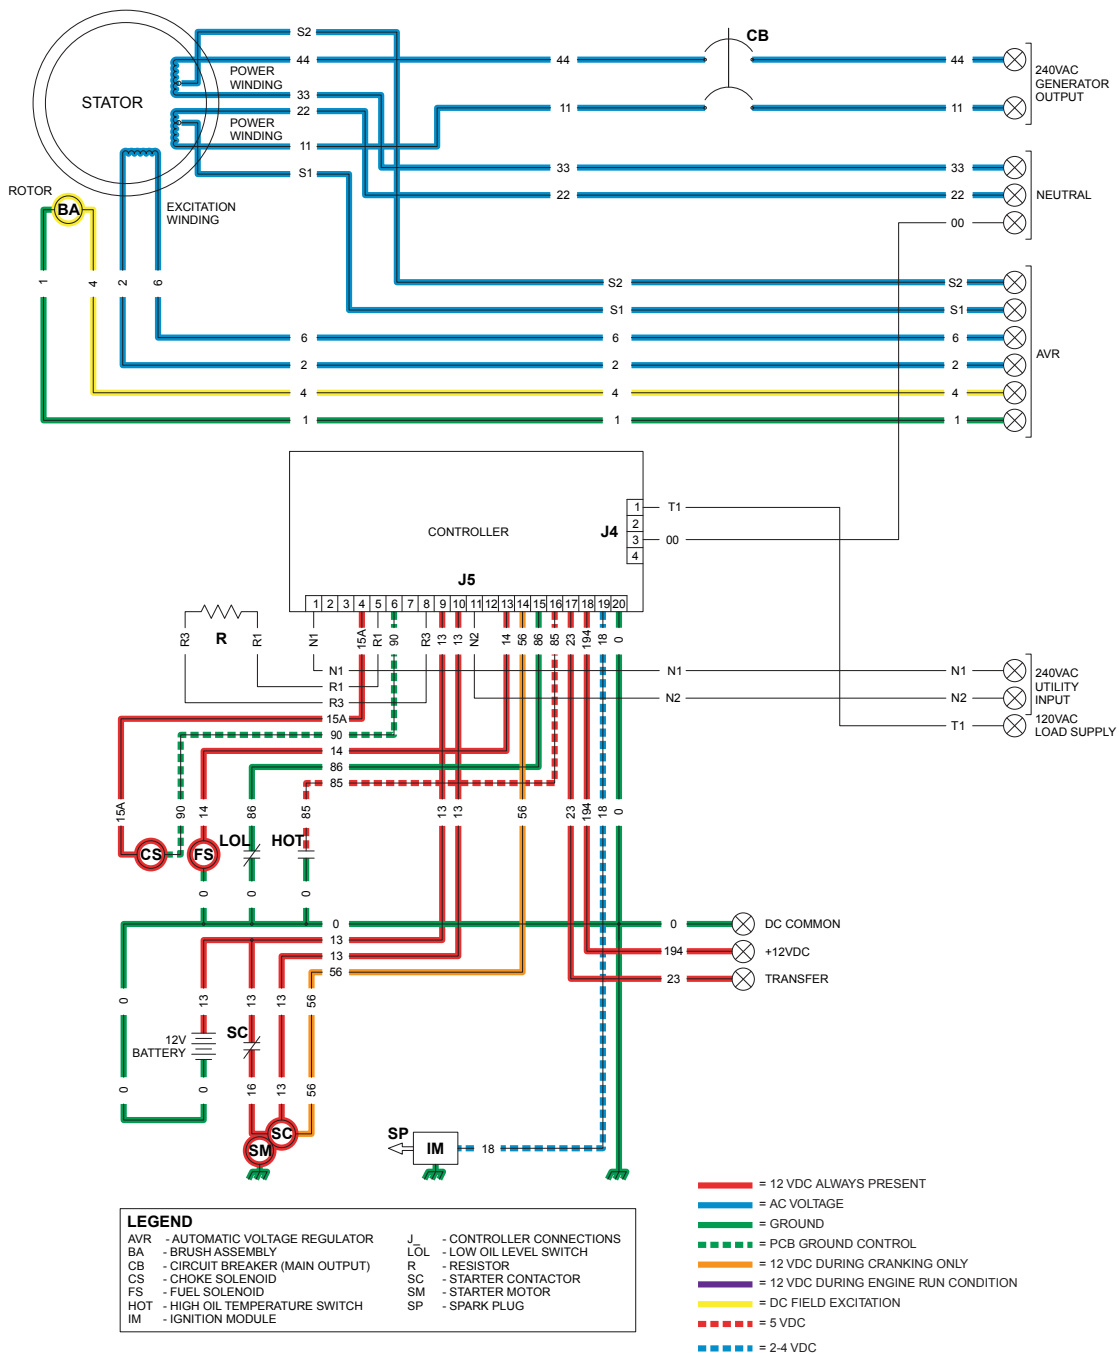 S2
CB
44 44 44
240VAC
GENERATOR
OUTPUT
POWER
WINDING
STATOR
33
22
11 11
POWER
WINDING
11
33 33
S1
22 22
NEUTRAL
ROTOR
BA
EXCITATION
WINDING
00
1 4 2 6
S2 S2
S1 S1
6 6 6
AVR
2 2 2
4 4 4
1 1 1
CONTROLLER
J4
1 T1
2
3 00
4
J5
1 2 3 4 5 6 7 8 9 10 11 12 13 14 15 16 17 18 19 20
R3 R R1 N1 15A R1 90 R3 13 13 N2 14 56 86 85 23 194 18 0
N1 N1 N1
240VAC
UTILITY
INPUT
R1
N2 N2
R3
15A
T1
120VAC
LOAD SUPPLY
90
14
86
85
15A 90 14 86 85 13 13 56 23 194 18 0
LOL HOT
CS FS
0 0 0
0 0 DC COMMON
13
13 194 +12VDC
56
23 TRANSFER
0 13 13 13 56
SC
12V
BATTERY
0 0 16 13 56
SC
SM
SP IM 18
= 12 VDC ALWAYS PRESENT
= AC VOLTAGE
= GROUND
= PCB GROUND CONTROL
= 12 VDC DURING CRANKING ONLY
= 12 VDC DURING ENGINE RUN CONDITION
= DC FIELD EXCITATION
= 5 VDC
= 2-4 VDC
LEGEND
AVR - AUTOMATIC VOLTAGE REGULATOR
BA - BRUSH ASSEMBLY
CB - CIRCUIT BREAKER (MAIN OUTPUT)
CS - CHOKE SOLENOID
FS - FUEL SOLENOID
HOT - HIGH OIL TEMPERATURE SWITCH
IM - IGNITION MODULE
J_ - CONTROLLER CONNECTIONS
LOL - LOW OIL LEVEL SWITCH
R - RESISTOR
SC - STARTER CONTACTOR
SM - STARTER MOTOR
SP - SPARK PLUG